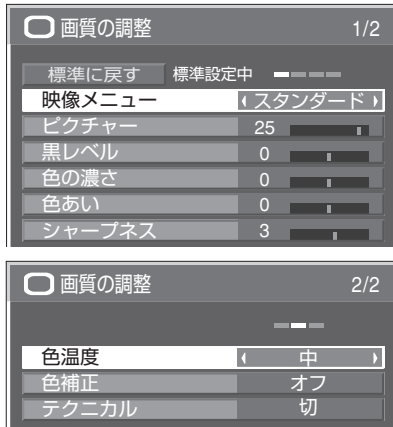 画質の調整 1/2
標準に戻す 標準設定中
映像メニュー スタンダード
ピクチャー 25
黒レベル 0
色の濃さ 0
色あい 0
シャープネス 3
画質の調整 2/2
色温度 中
色補正 オフ
テクニカル 切